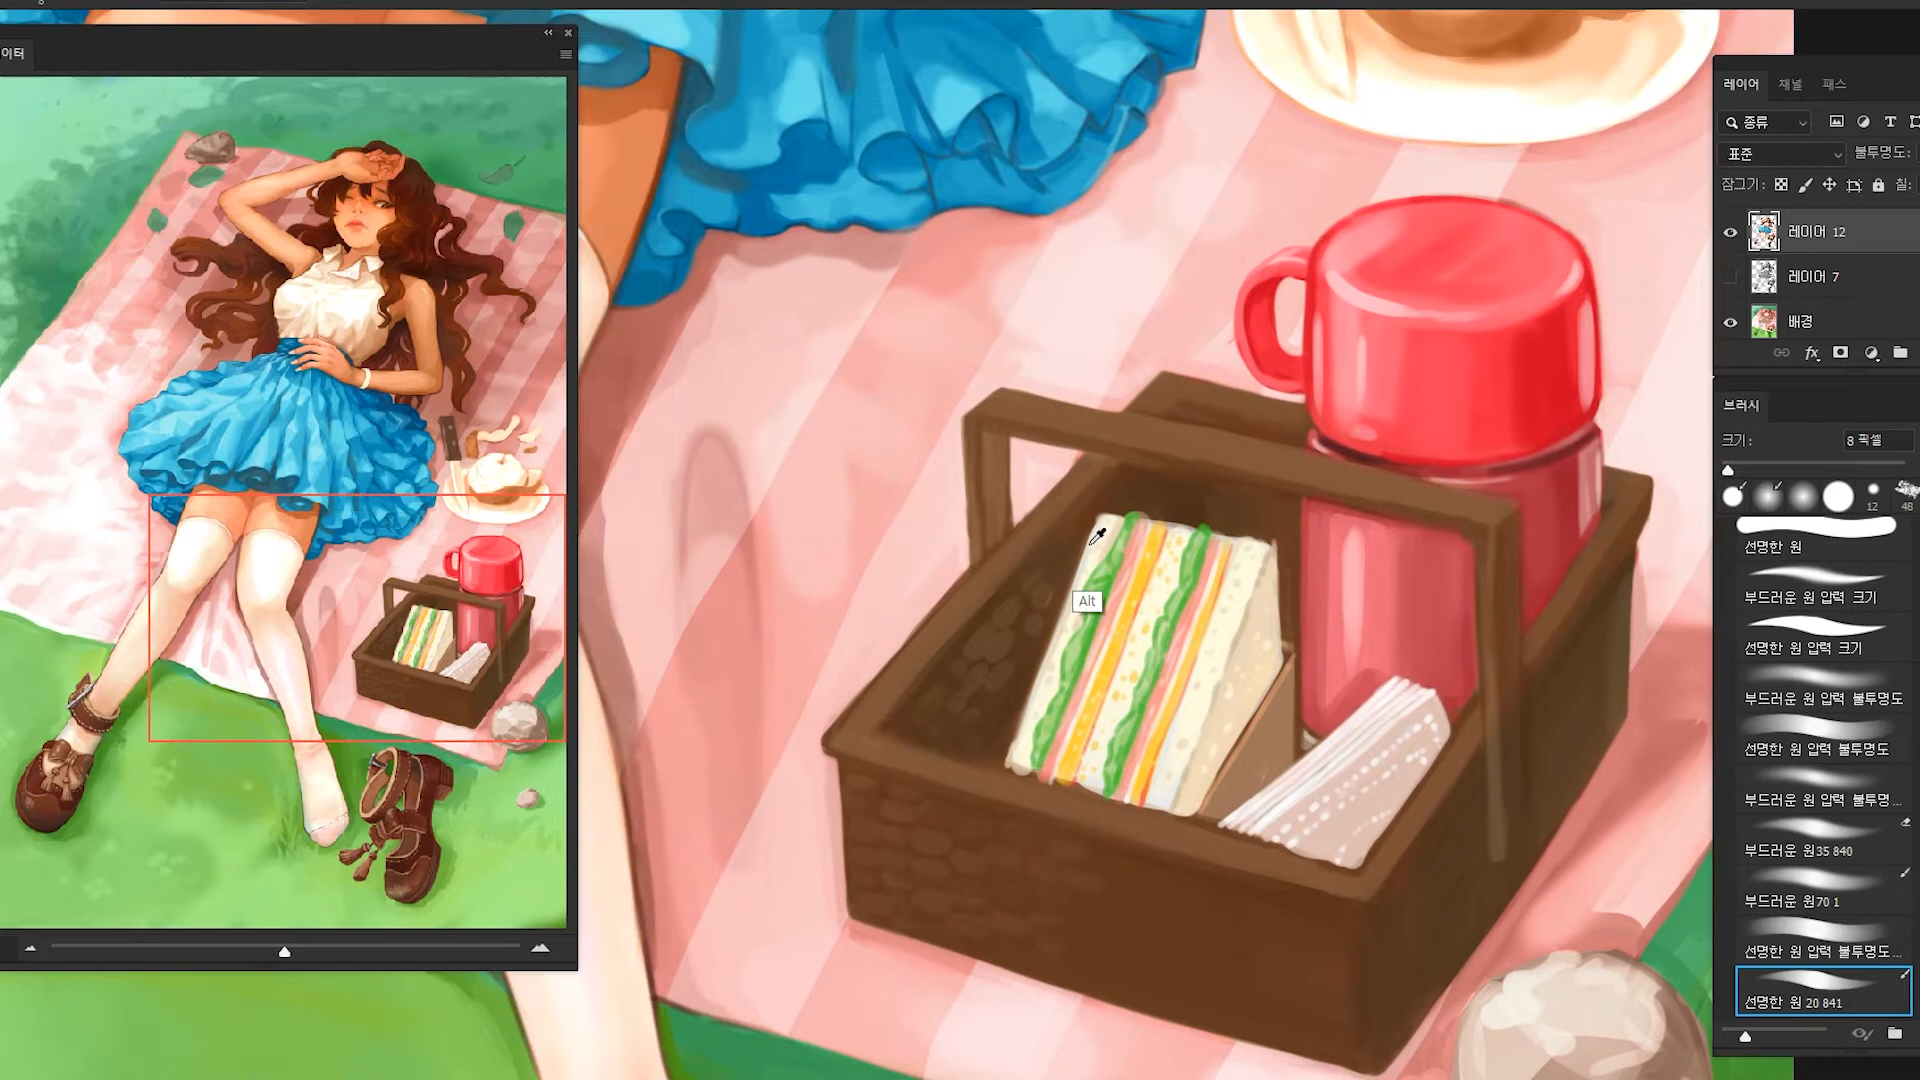 이터
Alt
레이어 채널 패스
종류
표준 불투명도:
잠그기: 칠:
레이어 12
레이어 7
배경
fx
브러시
크기: 8 픽셀
12 48
선명한 원
부드러운 원 압력 크기
선명한 원 압력 크기
부드러운 원 압력 불투명도
선명한 원 압력 불투명도
부드러운 원 압력 불투명...
부드러운 원35 840
부드러운 원70 1
선명한 원 압력 불투명도...
선명한 원 20 841